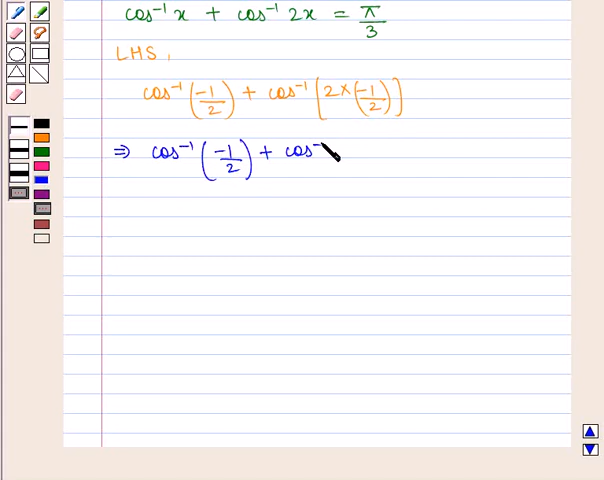 cos⁻¹ x + cos⁻¹ 2x = π/3
LHS,
cos⁻¹ (-1/2) + cos⁻¹ [2 × (-1/2)]
⇒ cos⁻¹ (-1/2) + cos⁻